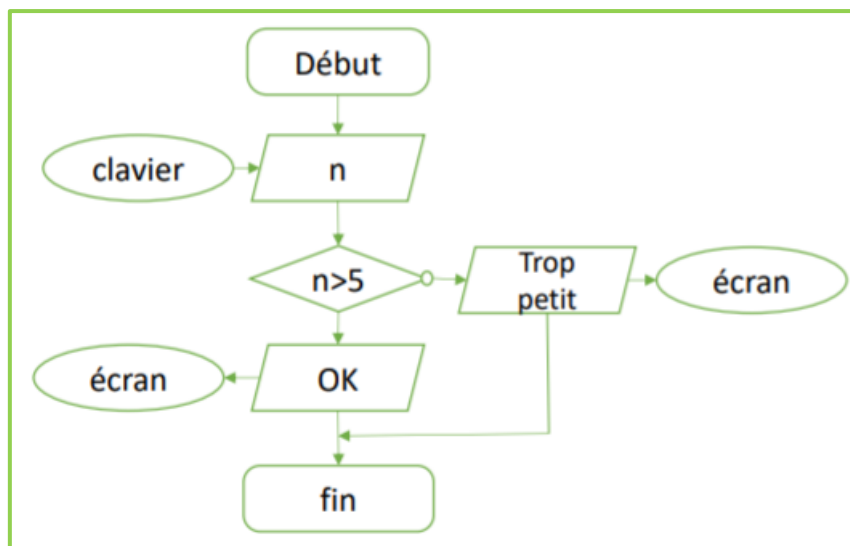 Début
clavier
n
n>5
Trop
petit
écran
écran
OK
fin